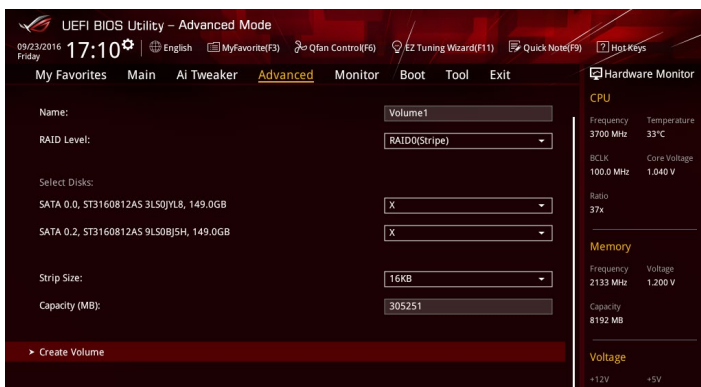 UEFI BIOS Utility – Advanced Mode
09/23/2016 Friday 17:10 English MyFavorite(F3) Qfan Control(F6) EZ Tuning Wizard(F11) Quick Note(F9) ? Hot Keys
My Favorites Main Ai Tweaker Advanced Monitor Boot Tool Exit
Name: Volume1
RAID Level: RAID0(Stripe)
Select Disks:
SATA 0.0, ST3160812AS 3LS0JYL8, 149.0GB X
SATA 0.2, ST3160812AS 9LS0BJ5H, 149.0GB X
Strip Size: 16KB
Capacity (MB): 305251
> Create Volume
Hardware Monitor
CPU
Frequency Temperature
3700 MHz 33°C
BCLK Core Voltage
100.0 MHz 1.040 V
Ratio
37x
Memory
Frequency Voltage
2133 MHz 1.200 V
Capacity
8192 MB
Voltage
+12V +5V